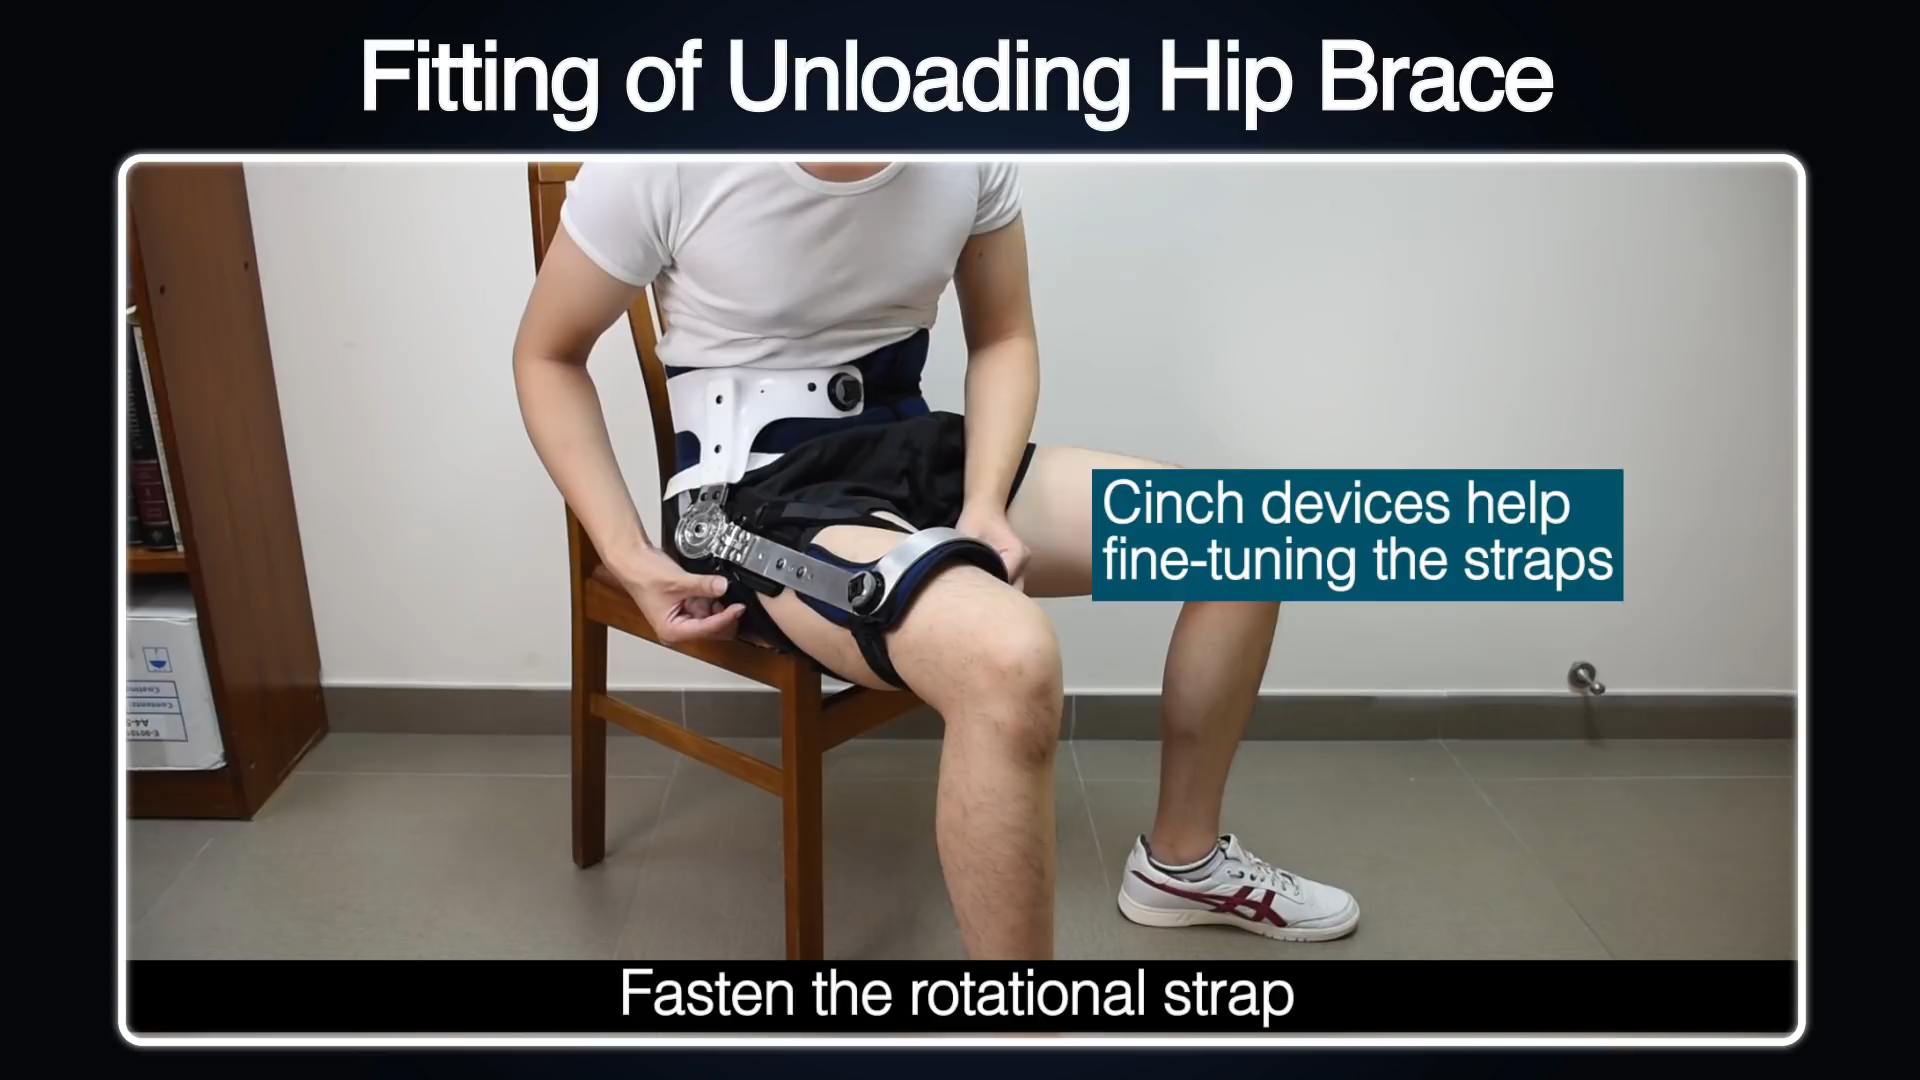 Fitting of Unloading Hip Brace
Cinch devices help
fine-tuning the straps
Fasten the rotational strap